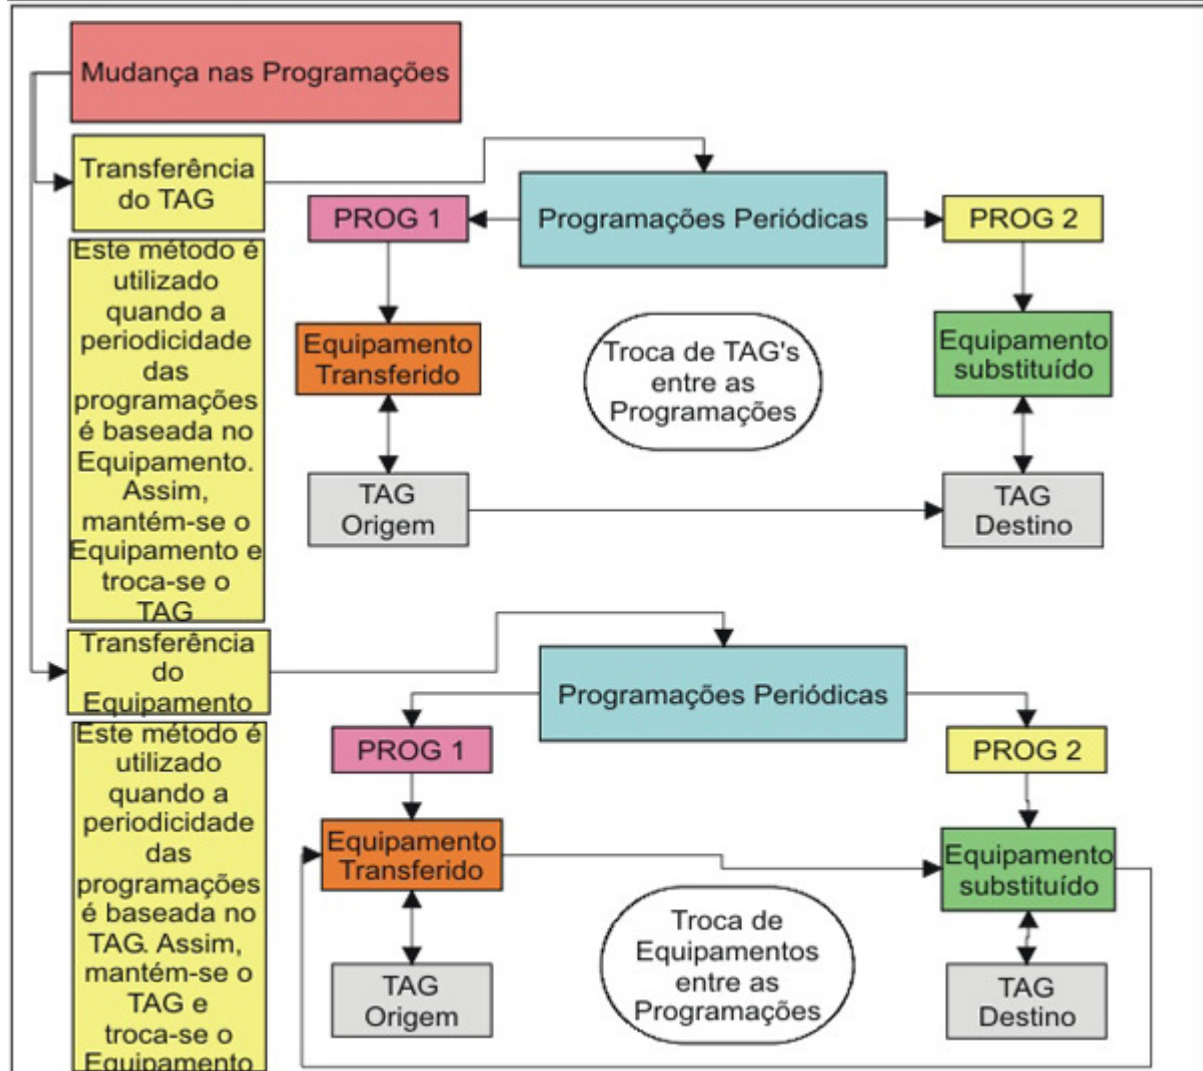 Mudança nas Programações
Transferência
do TAG
Este método é
utilizado
quando a
periodicidade
das
programações
é baseada no
Equipamento.
Assim,
mantém-se o
Equipamento e
troca-se o
TAG
Programações Periódicas
PROG 1
PROG 2
Equipamento
Transferido
Troca de TAG's
entre as
Programações
Equipamento
substituído
TAG
Origem
TAG
Destino
Transferência
do
Equipamento
Este método é
utilizado
quando a
periodicidade
das
programações
é baseada no
TAG. Assim,
mantém-se o
TAG e
troca-se o
Equipamento
Programações Periódicas
PROG 1
PROG 2
Equipamento
Transferido
Equipamento
substituído
Troca de
Equipamentos
entre as
Programações
TAG
Origem
TAG
Destino